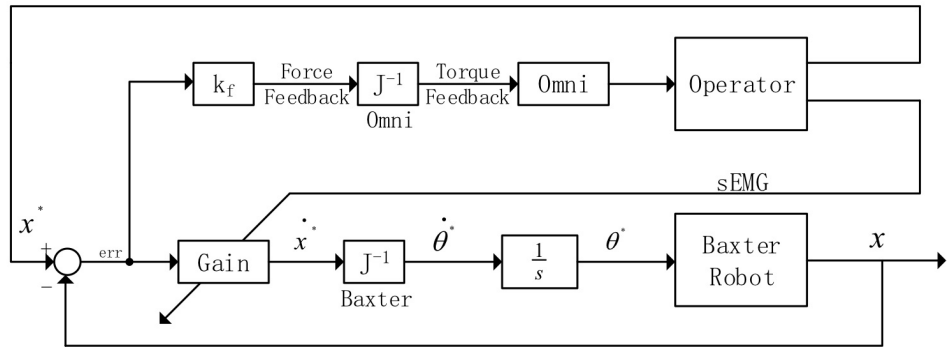 k_f
Force
Feedback
J⁻¹
Omni
Torque
Feedback
Omni
Operator
sEMG
x*
+
−
err
Gain
ẋ*
J⁻¹
Baxter
θ̇*
1
s
θ*
Baxter
Robot
x